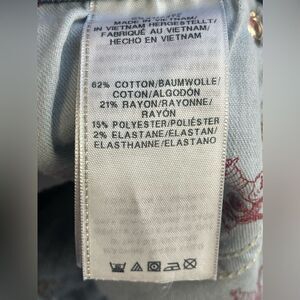 MADE IN VIETNAM/
IN VIETNAM HERGESTELLT/
FABRIQUÉ AU VIETNAM/
HECHO EN VIETNAM
62% COTTON/BAUMWOLLE/
COTON/ALGODÓN
21% RAYON/RAYONNE/
RAYÓN
15% POLYESTER/POLIÉSTER
2% ELASTANE/ELASTAN/
ELASTHANNE/ELASTANO